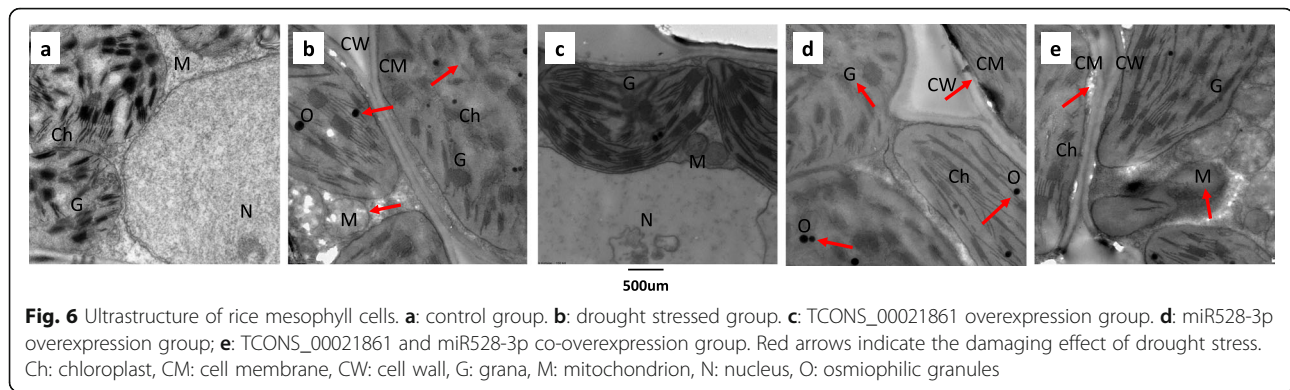 a
M
Ch
G
N
b
CW
CM
O
Ch
G
M
c
G
M
N
d
G
CM
CW
Ch
O
O
e
CM
CW
G
Ch
M
500um
Fig. 6 Ultrastructure of rice mesophyll cells. a: control group. b: drought stressed group. c: TCONS_00021861 overexpression group. d: miR528-3p
overexpression group; e: TCONS_00021861 and miR528-3p co-overexpression group. Red arrows indicate the damaging effect of drought stress.
Ch: chloroplast, CM: cell membrane, CW: cell wall, G: grana, M: mitochondrion, N: nucleus, O: osmiophilic granules